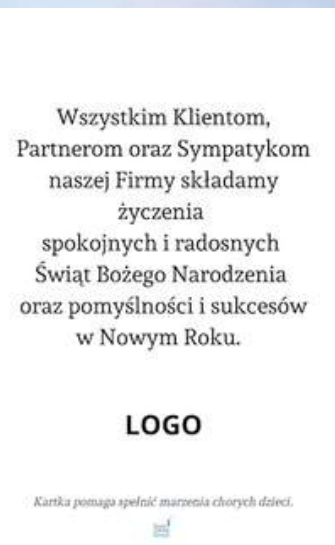 Wszystkim Klientom,
Partnerom oraz Sympatykom
naszej Firmy składamy
życzenia
spokojnych i radosnych
Świąt Bożego Narodzenia
oraz pomyślności i sukcesów
w Nowym Roku.
LOGO
Kartka pomaga spełnić marzenia chorych dzieci.